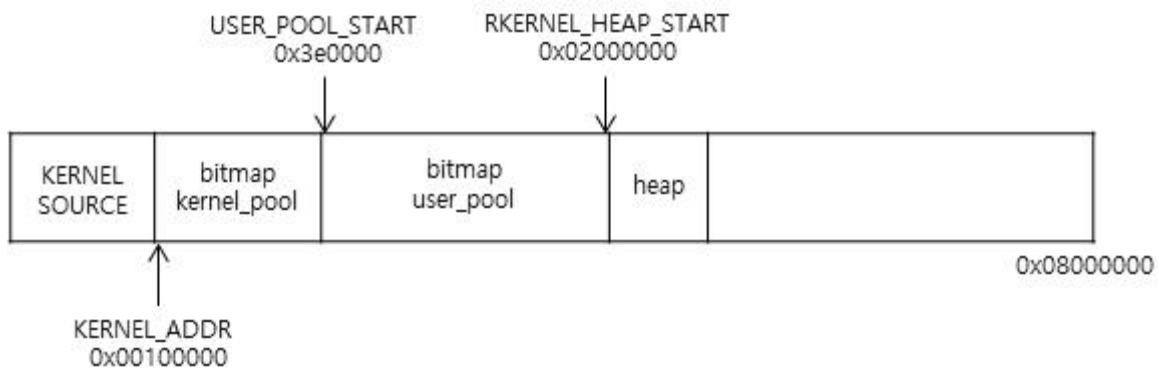 USER_POOL_START
0x3e0000
RKERNEL_HEAP_START
0x02000000
KERNEL
SOURCE
bitmap
kernel_pool
bitmap
user_pool
heap
0x08000000
KERNEL_ADDR
0x00100000